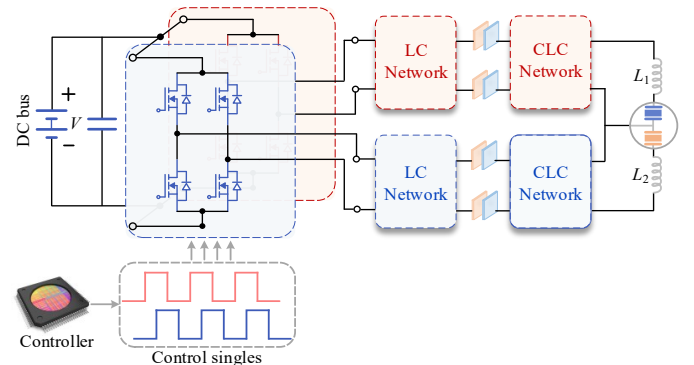 DC bus
+
V
−
LC
Network
CLC
Network
L1
LC
Network
CLC
Network
L2
Controller
Control singles